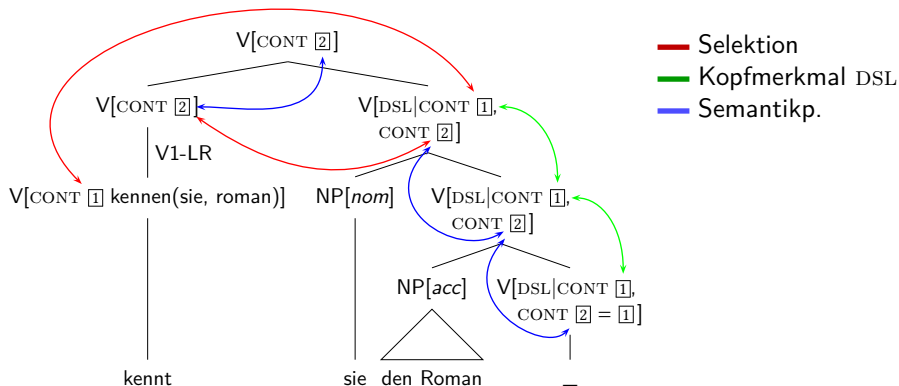 V[CONT 2]
Selektion
Kopfmerkmal DSL
Semantikp.
V[CONT 2]
V[DSL|CONT 1,
CONT 2]
V1-LR
V[CONT 1 kennen(sie, roman)]
NP[nom]
V[DSL|CONT 1,
CONT 2]
NP[acc]
V[DSL|CONT 1,
CONT 2 = 1]
kennt
sie
den Roman
_